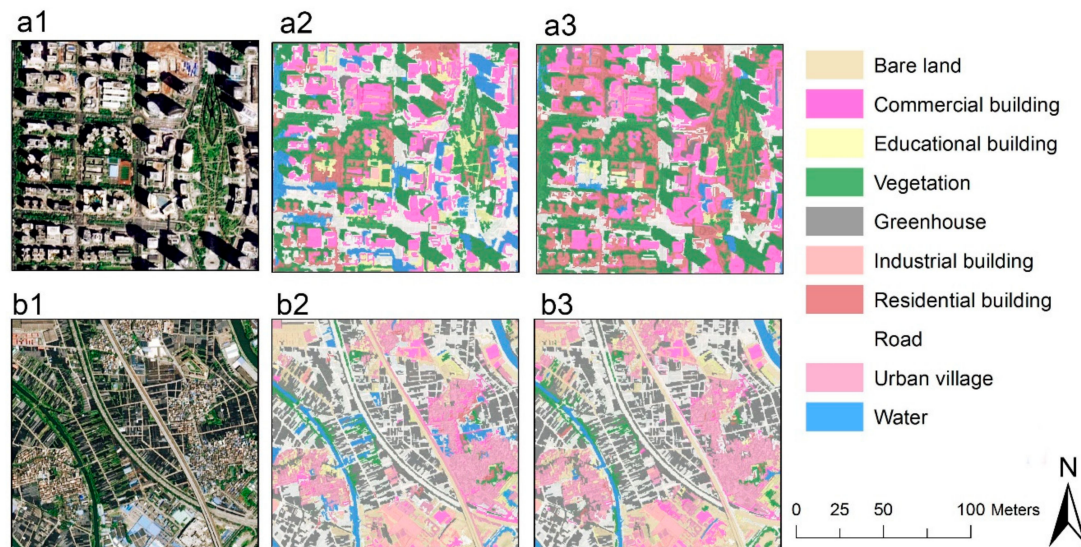 a1
a2
a3
Bare land
Commercial building
Educational building
Vegetation
Greenhouse
Industrial building
Residential building
Road
Urban village
Water
b1
b2
b3
N
0 25 50 100 Meters